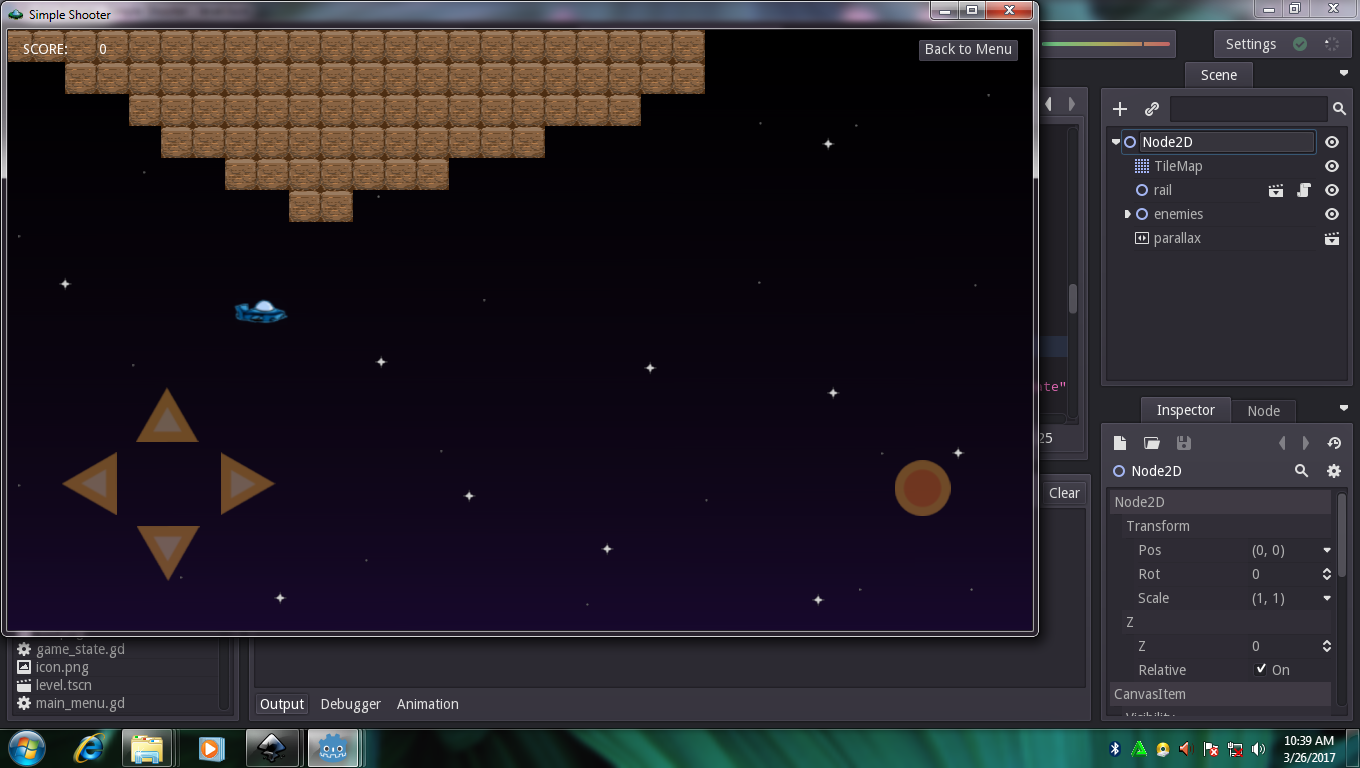 Simple Shooter
SCORE: 0
Back to Menu
Settings
Scene
Node2D
TileMap
rail
enemies
parallax
Inspector
Node
Node2D
Node2D
Transform
Pos (0, 0)
Rot 0
Scale (1, 1)
Z
Z 0
Relative On
CanvasItem
Visibility
25
Clear
game_state.gd
icon.png
level.tscn
main_menu.gd
Output Debugger Animation
10:39 AM
3/26/2017